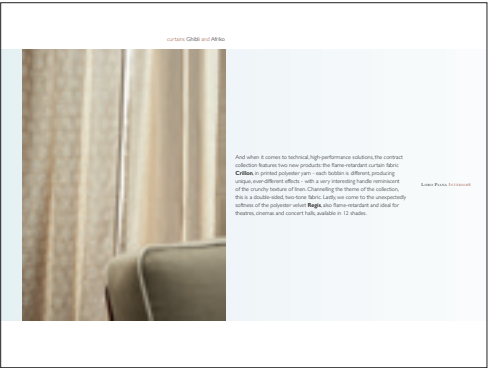 curtains Ghibli and Afriko
And when it comes to technical, high-performance solutions, the contract
collection features two new products: the flame-retardant curtain fabric
Crillon, in printed polyester yarn - each bobbin is different, producing
unique, ever-different effects - with a very interesting handle reminiscent
of the crunchy texture of linen. Channelling the theme of the collection,
this is a double-sided, two-tone fabric. Lastly, we come to the unexpectedly
softness of the polyester velvet Regis, also flame-retardant and ideal for
theatres, cinemas and concert halls, available in 12 shades.
Loro Piana Interiors